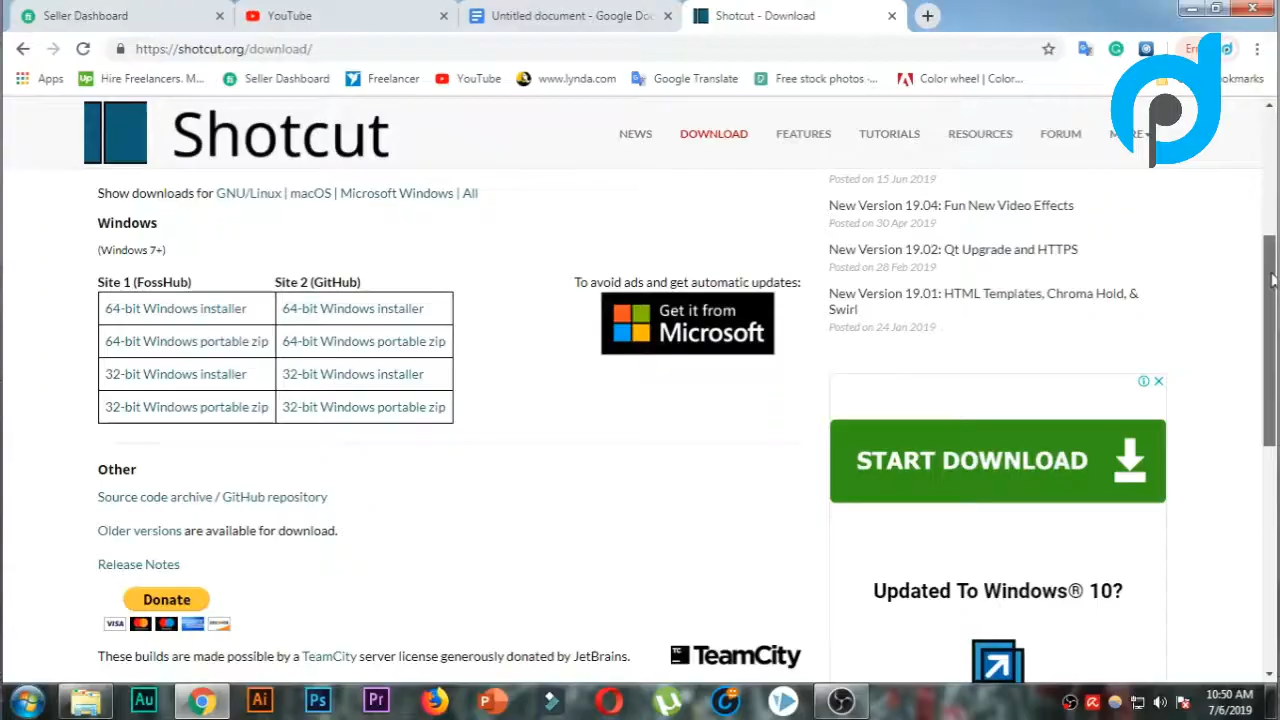 Seller Dashboard
YouTube
Untitled document - Google Doc
Shotcut - Download
https://shotcut.org/download/
Apps
Hire Freelancers. M...
Seller Dashboard
Freelancer
YouTube
www.lynda.com
Google Translate
Free stock photos -...
Color wheel | Color...
Shotcut
NEWS
DOWNLOAD
FEATURES
TUTORIALS
RESOURCES
FORUM
Show downloads for GNU/Linux | macOS | Microsoft Windows | All
Windows
(Windows 7+)
Site 1 (FossHub) Site 2 (GitHub)
64-bit Windows installer 64-bit Windows installer
64-bit Windows portable zip 64-bit Windows portable zip
32-bit Windows installer 32-bit Windows installer
32-bit Windows portable zip 32-bit Windows portable zip
To avoid ads and get automatic updates:
Get it from
Microsoft
Other
Source code archive / GitHub repository
Older versions are available for download.
Release Notes
Donate
VISA
These builds are made possible by a TeamCity server license generously donated by JetBrains.
TC TeamCity
Posted on 15 Jun 2019
New Version 19.04: Fun New Video Effects
Posted on 30 Apr 2019
New Version 19.02: Qt Upgrade and HTTPS
Posted on 28 Feb 2019
New Version 19.01: HTML Templates, Chroma Hold, &
Swirl
Posted on 24 Jan 2019
START DOWNLOAD
Updated To Windows® 10?
Au
Ai
Ps
Pr
10:50 AM
7/6/2019